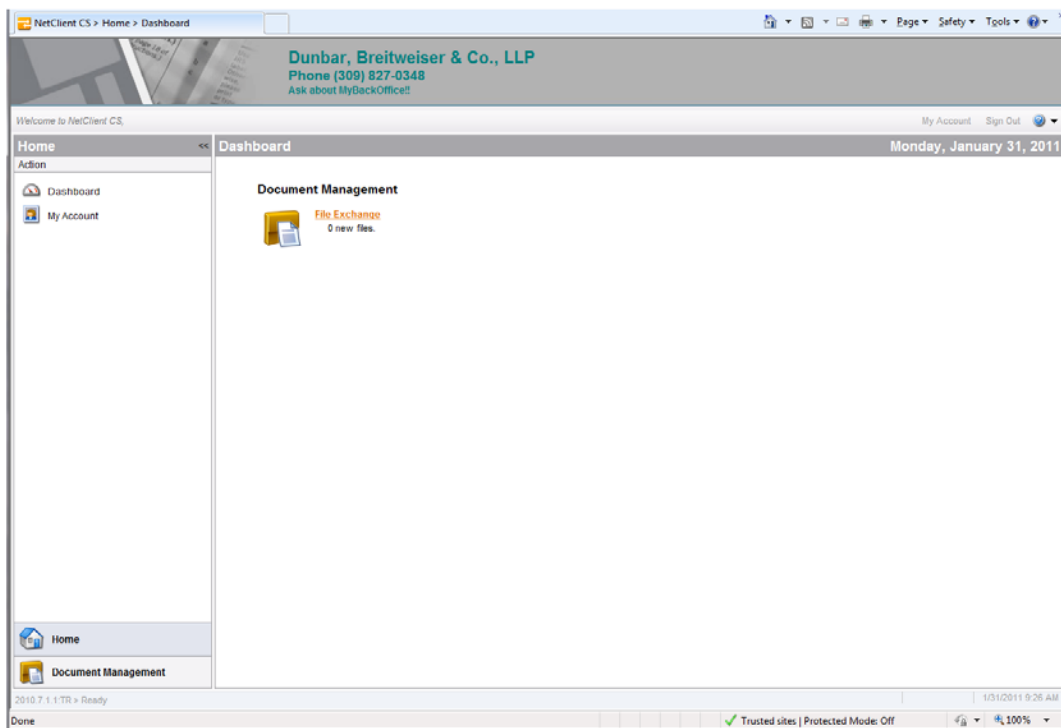 NetClient CS > Home > Dashboard
Page Safety Tools
Dunbar, Breitweiser & Co., LLP
Phone (309) 827-0348
Ask about MyBackOffice!!
Welcome to NetClient CS,
My Account Sign Out
Home << Dashboard Monday, January 31, 2011
Action
Dashboard
My Account
Document Management
File Exchange
0 new files.
Home
Document Management
2010.7.1.1:TR > Ready 1/31/2011 9:26 AM
Done Trusted sites | Protected Mode: Off 100%